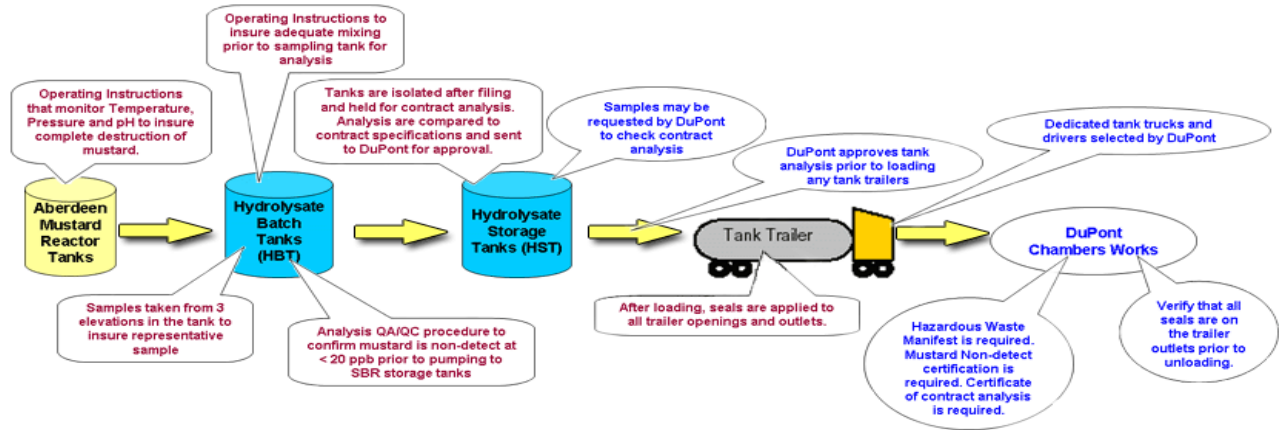 Operating Instructions to
insure adequate mixing
prior to sampling tank for
analysis
Operating Instructions
that monitor Temperature,
Pressure and pH to insure
complete destruction of
mustard.
Tanks are isolated after filing
and held for contract analysis.
Analysis are compared to
contract specifications and sent
to DuPont for approval.
Samples may be
requested by DuPont
to check contract
analysis
DuPont approves tank
analysis prior to loading
any tank trailers
Dedicated tank trucks and
drivers selected by DuPont
Aberdeen
Mustard
Reactor
Tanks
Hydrolysate
Batch
Tanks
(HBT)
Hydrolysate
Storage
Tanks (HST)
Tank Trailer
DuPont
Chambers Works
Samples taken from 3
elevations in the tank to
insure representative
sample
Analysis QA/QC procedure to
confirm mustard is non-detect at
< 20 ppb prior to pumping to
SBR storage tanks
After loading, seals are applied to
all trailer openings and outlets.
Hazardous Waste
Manifest is required.
Mustard Non-detect
certification is
required. Certificate
of contract analysis
is required.
Verify that all
seals are on
the trailer
outlets prior to
unloading.